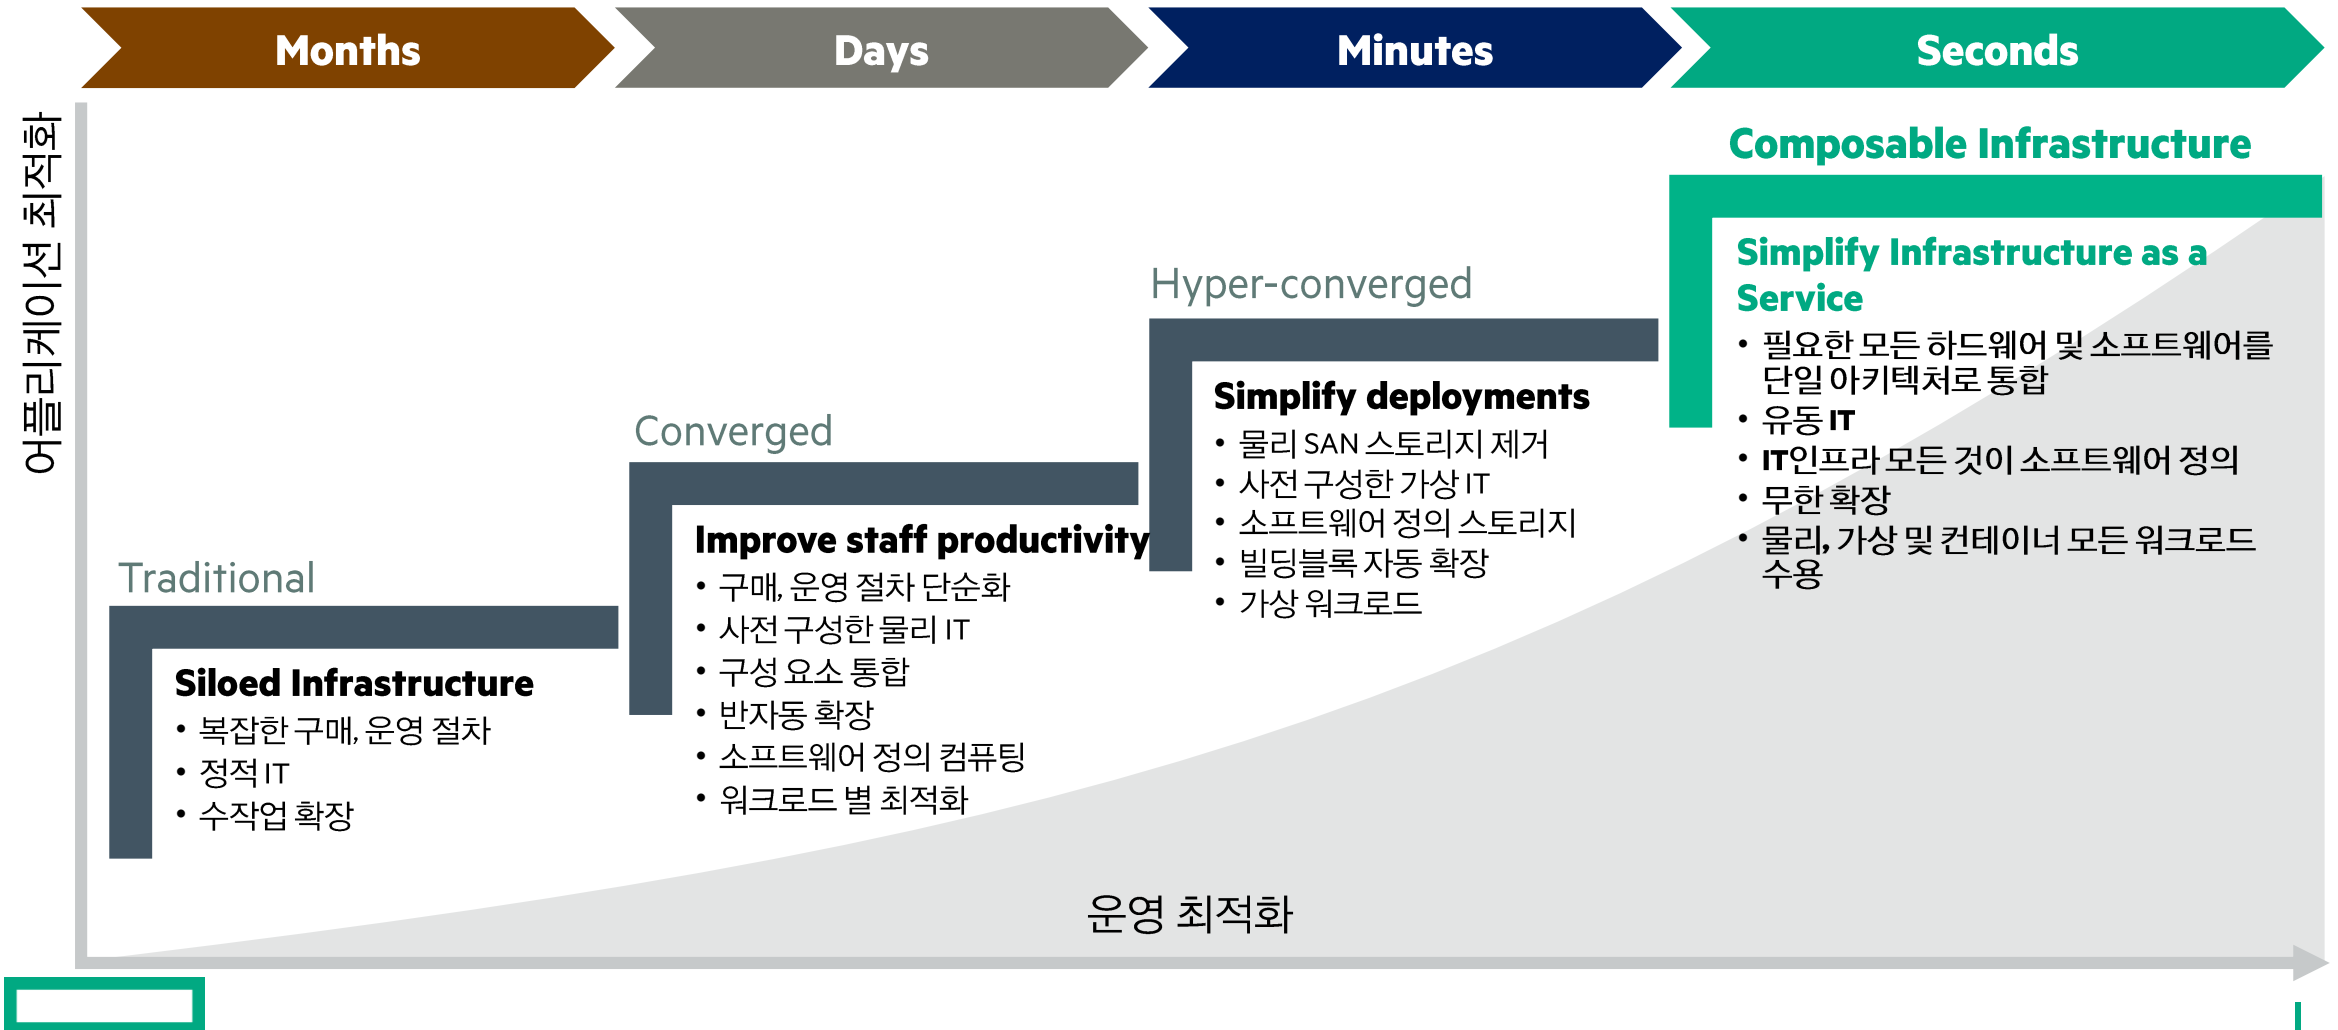 Months
Days
Minutes
Seconds
어플리케이션 최적화
Traditional
Siloed Infrastructure
• 복잡한 구매, 운영 절차
• 정적 IT
• 수작업 확장
Converged
Improve staff productivity
• 구매, 운영 절차 단순화
• 사전 구성한 물리 IT
• 구성 요소 통합
• 반자동 확장
• 소프트웨어 정의 컴퓨팅
• 워크로드 별 최적화
Hyper-converged
Simplify deployments
• 물리 SAN 스토리지 제거
• 사전 구성한 가상 IT
• 소프트웨어 정의 스토리지
• 빌딩블록 자동 확장
• 가상 워크로드
Composable Infrastructure
Simplify Infrastructure as a
Service
• 필요한 모든 하드웨어 및 소프트웨어를
단일 아키텍처로 통합
• 유동 IT
• IT인프라 모든 것이 소프트웨어 정의
• 무한 확장
• 물리, 가상 및 컨테이너 모든 워크로드
수용
운영 최적화